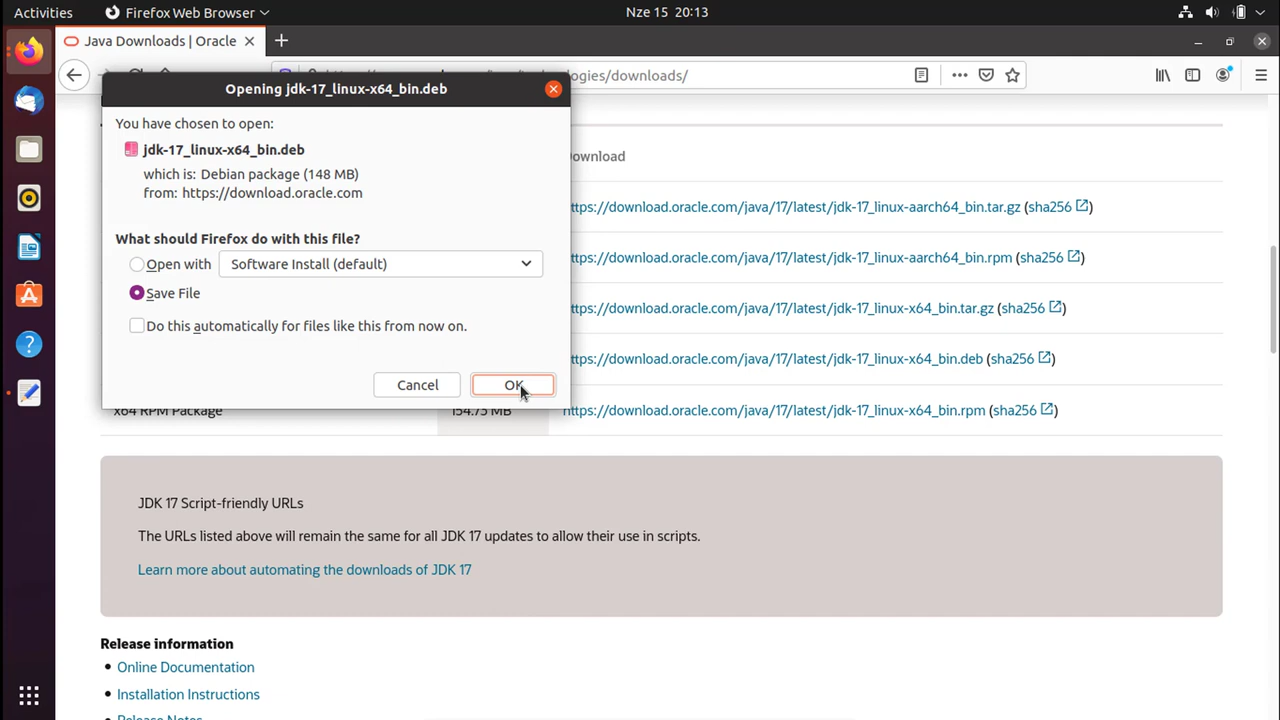 Activities
Firefox Web Browser
Nze 15 20:13
Java Downloads | Oracle
ogies/downloads/
Opening jdk-17_linux-x64_bin.deb
You have chosen to open:
jdk-17_linux-x64_bin.deb
which is: Debian package (148 MB)
from: https://download.oracle.com
What should Firefox do with this file?
Open with
Software Install (default)
Save File
Do this automatically for files like this from now on.
Cancel
OK
ownload
ttps://download.oracle.com/java/17/latest/jdk-17_linux-aarch64_bin.tar.gz (sha256)
ttps://download.oracle.com/java/17/latest/jdk-17_linux-aarch64_bin.rpm (sha256)
ttps://download.oracle.com/java/17/latest/jdk-17_linux-x64_bin.tar.gz (sha256)
ttps://download.oracle.com/java/17/latest/jdk-17_linux-x64_bin.deb (sha256)
x64 RPM Package 154.73 MB https://download.oracle.com/java/17/latest/jdk-17_linux-x64_bin.rpm (sha256)
JDK 17 Script-friendly URLs
The URLs listed above will remain the same for all JDK 17 updates to allow their use in scripts.
Learn more about automating the downloads of JDK 17
Release information
• Online Documentation
• Installation Instructions
• Release Notes